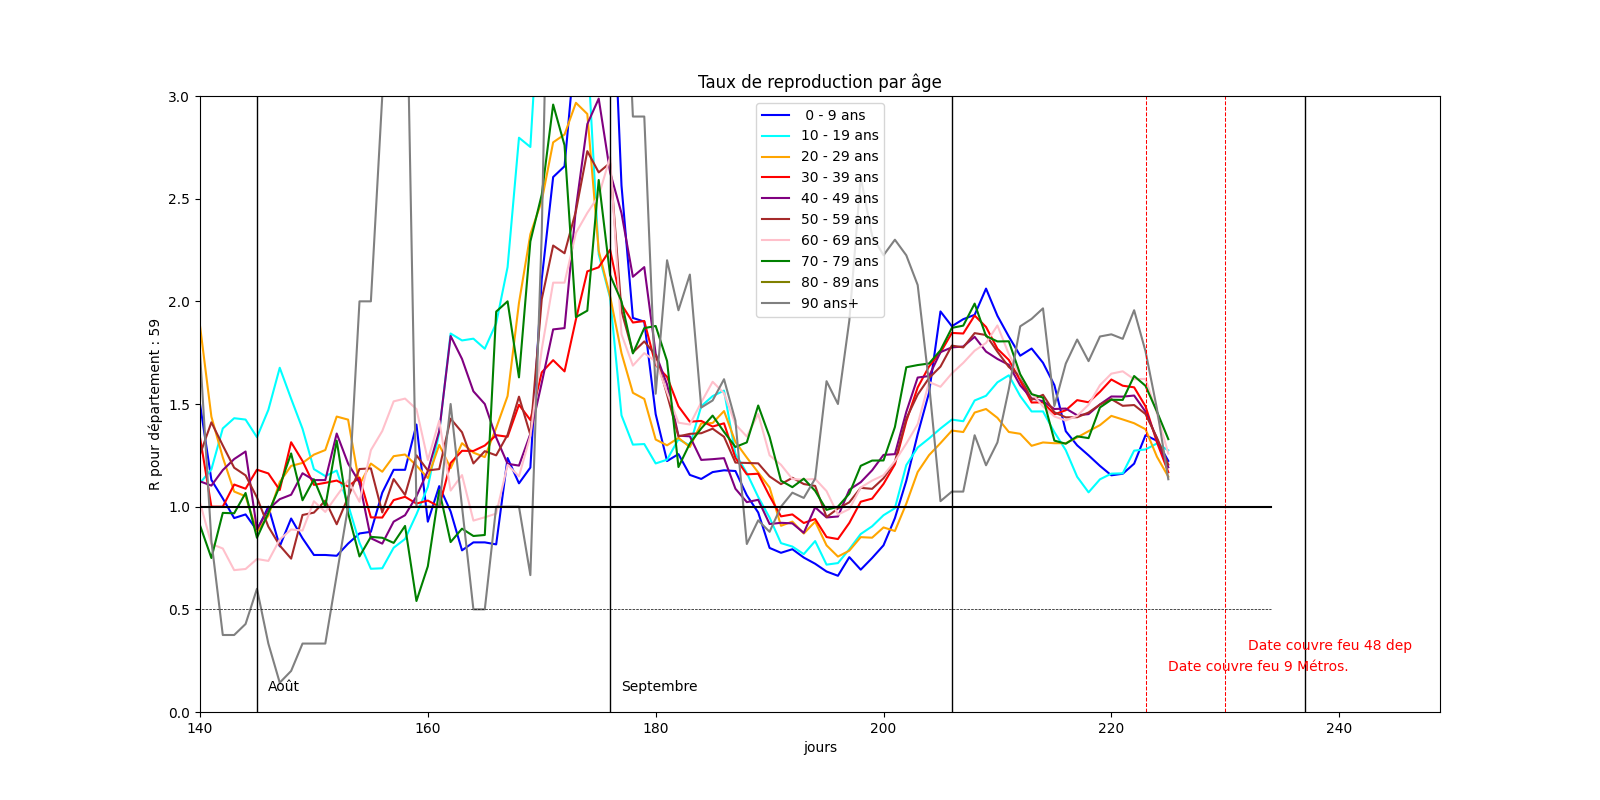 Taux de reproduction par âge
3.0
2.5
2.0
1.5
1.0
0.5
0.0
R pour département : 59
0 - 9 ans
10 - 19 ans
20 - 29 ans
30 - 39 ans
40 - 49 ans
50 - 59 ans
60 - 69 ans
70 - 79 ans
80 - 89 ans
90 ans+
Date couvre feu 48 dep
Date couvre feu 9 Métros.
Août
Septembre
140
160
180
200
220
240
jours